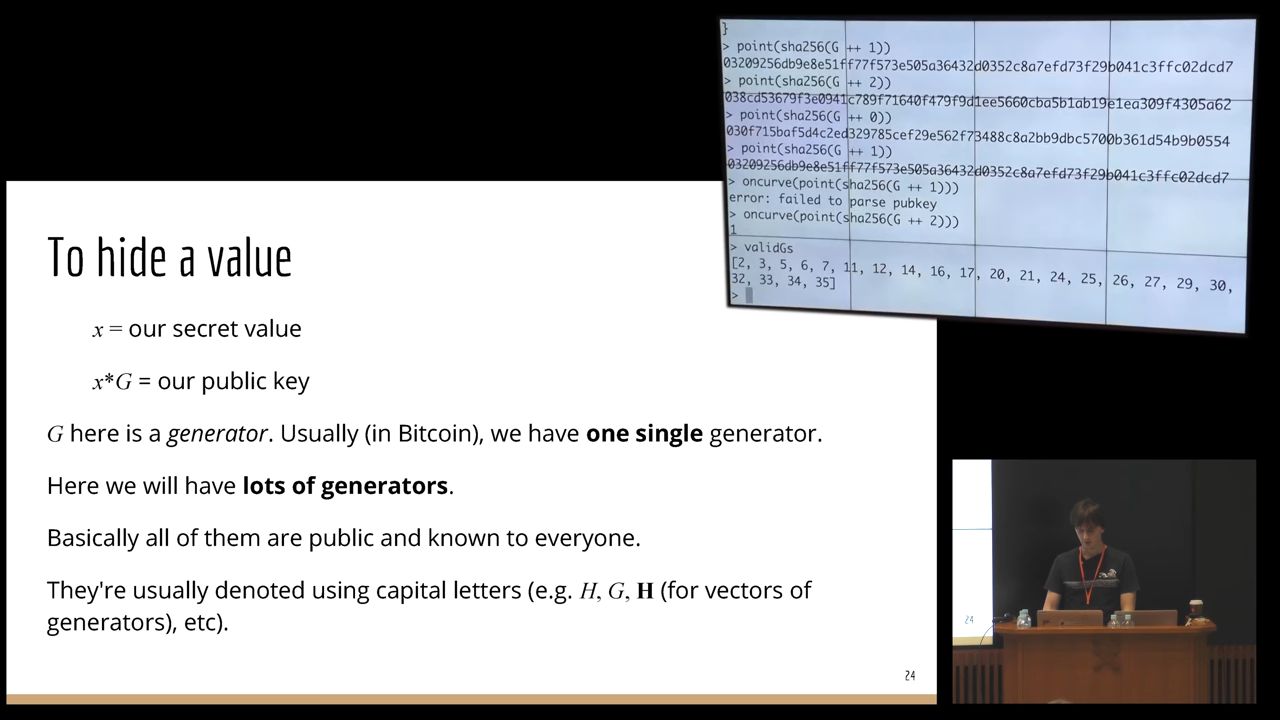 }
> point(sha256(G ++ 1))
03209256db9e8e51ff77f573e505a36432d0352c8a7efd73f29b041c3ffc02dcd7
> point(sha256(G ++ 2))
038cd53679f3e0941c789f71640f479f9d1ee5660cba5b1ab19e1ea309f4305a62
> point(sha256(G ++ 0))
030f715baf5d4c2ed329785cef29e562f73488c8a2bb9dbc5700b361d54b9b0554
> point(sha256(G ++ 1))
03209256db9e8e51ff77f573e505a36432d0352c8a7efd73f29b041c3ffc02dcd7
> oncurve(point(sha256(G ++ 1)))
error: failed to parse pubkey
> oncurve(point(sha256(G ++ 2)))
1
> validGs
[2, 3, 5, 6, 7, 11, 12, 14, 16, 17, 20, 21, 24, 25, 26, 27, 29, 30,
32, 33, 34, 35]
>
To hide a value
x = our secret value
x*G = our public key
G here is a generator. Usually (in Bitcoin), we have one single generator.
Here we will have lots of generators.
Basically all of them are public and known to everyone.
They're usually denoted using capital letters (e.g. H, G, H (for vectors of
generators), etc).
24
24